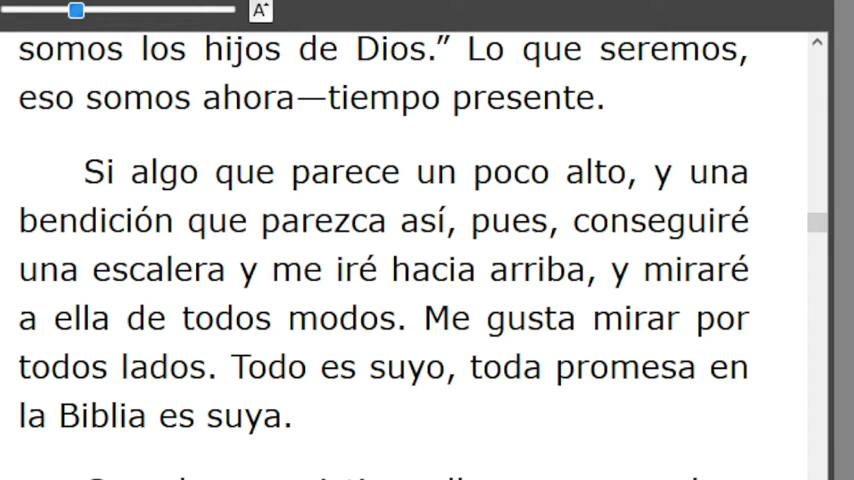 A
somos los hijos de Dios.” Lo que seremos,
eso somos ahora—tiempo presente.
Si algo que parece un poco alto, y una
bendición que parezca así, pues, conseguiré
una escalera y me iré hacia arriba, y miraré
a ella de todos modos. Me gusta mirar por
todos lados. Todo es suyo, toda promesa en
la Biblia es suya.